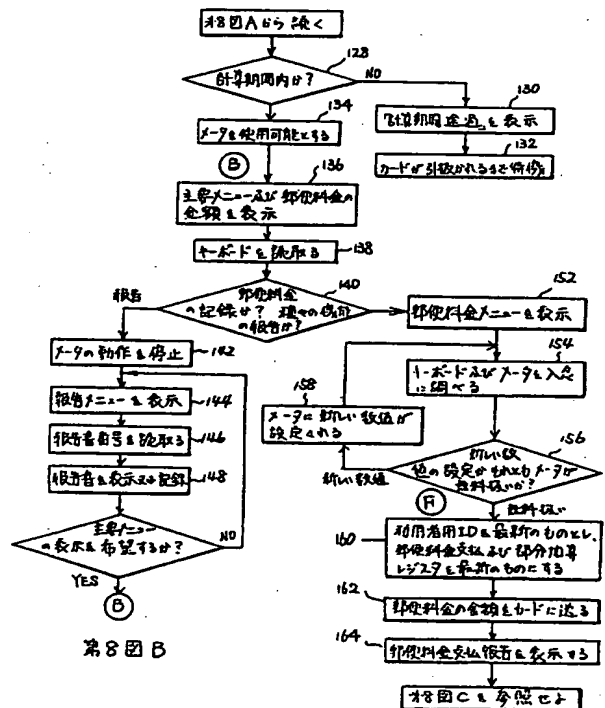 第8図Aから続く
128
計算期間内か?
NO
134
130
メータを使用可能とする
「計算期間途過」を表示
132
B
136
カードが引抜かれるまで待機
主要メニュー及び郵便料金の
金額を表示
138
キーボードを読取る
140
郵便料金
の記録か? 種々の機能
の報告か?
報告
152
郵便料金メニューを表示
メータの動作を停止
142
154
キーボード及びメータを入念
に調べる
158
メータに新しい数値が
設定される
報告メニューを表示
144
報告書番号を読取る
146
報告書を表示又は記録
148
156
新しい数
値の設定かそれともメータが
支払か?
新しい数値
A
主要メニュー
の表示を希望するか?
NO
YES
B
160
利用者用IDを最新のものとし、
郵便料金支払及び部分加算
レジスタを最新のものにする
162
郵便料金の金額をカードに送る
164
郵便料金支払報告を表示する
第8図B
第8図Cを参照せよ